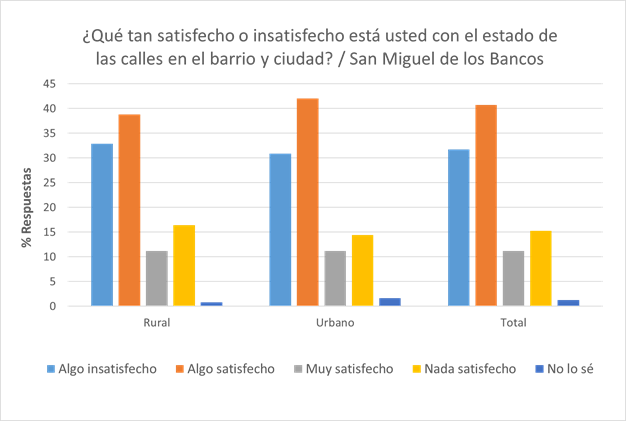 ¿Qué tan satisfecho o insatisfecho está usted con el estado de
las calles en el barrio y ciudad? / San Miguel de los Bancos
45
40
35
30
25
20
15
10
5
0
% Respuestas
Rural Urbano Total
Algo insatisfecho Algo satisfecho Muy satisfecho Nada satisfecho No lo sé